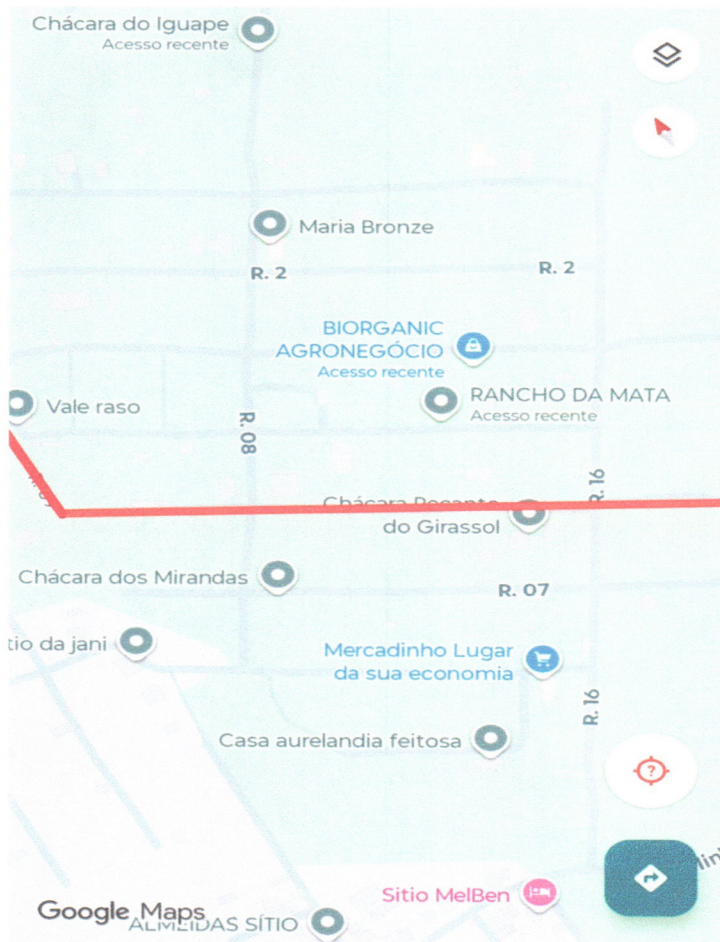 Chácara do Iguape
Acesso recente
Maria Bronze
R. 2
R. 2
BIORGANIC
AGRONEGÓCIO
Acesso recente
RANCHO DA MATA
Acesso recente
Vale raso
R. 08
R. 16
Chácara Recanto
do Girassol
Chácara dos Mirandas
R. 07
tio da jani
Mercadinho Lugar
da sua economia
R. 16
Casa aurelandia feitosa
?
Sitio MelBen
Google Maps
ALMEIDAS SÍTIO